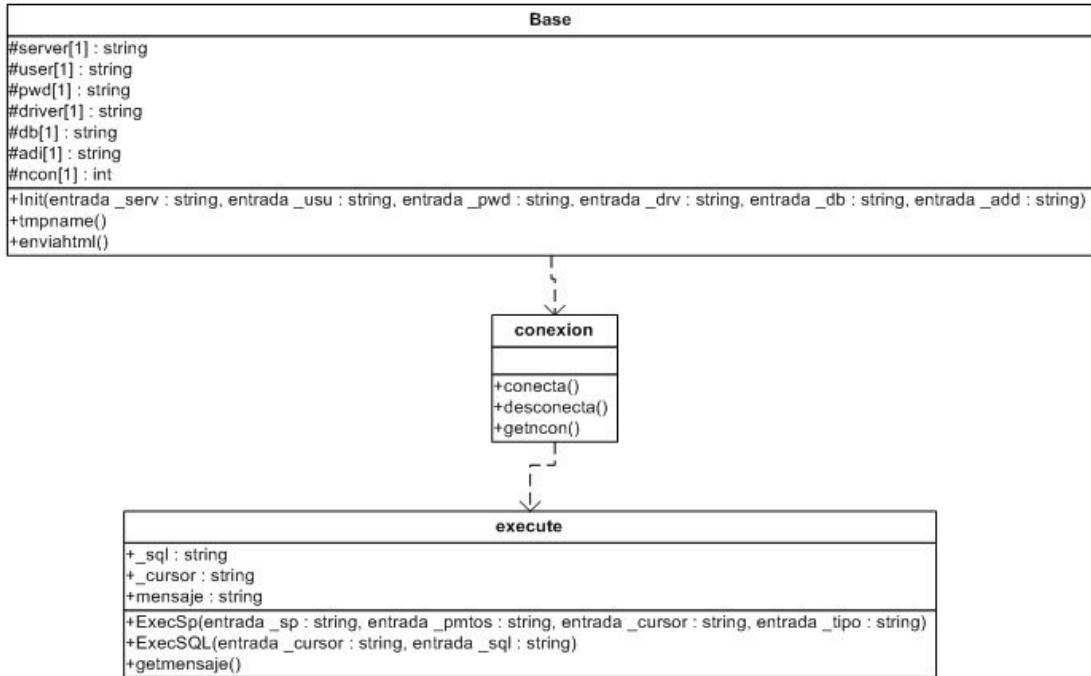 Base
#server[1] : string
#user[1] : string
#pwd[1] : string
#driver[1] : string
#db[1] : string
#adi[1] : string
#ncon[1] : int
+Init(entrada _serv : string, entrada _usu : string, entrada _pwd : string, entrada _drv : string, entrada _db : string, entrada _add : string)
+tmpname()
+enviahtml()
conexion
+conecta()
+desconecta()
+getncon()
execute
+_sql : string
+_cursor : string
+mensaje : string
+ExecSp(entrada _sp : string, entrada _pmtos : string, entrada _cursor : string, entrada _tipo : string)
+ExecSQL(entrada _cursor : string, entrada _sql : string)
+getmensaje()